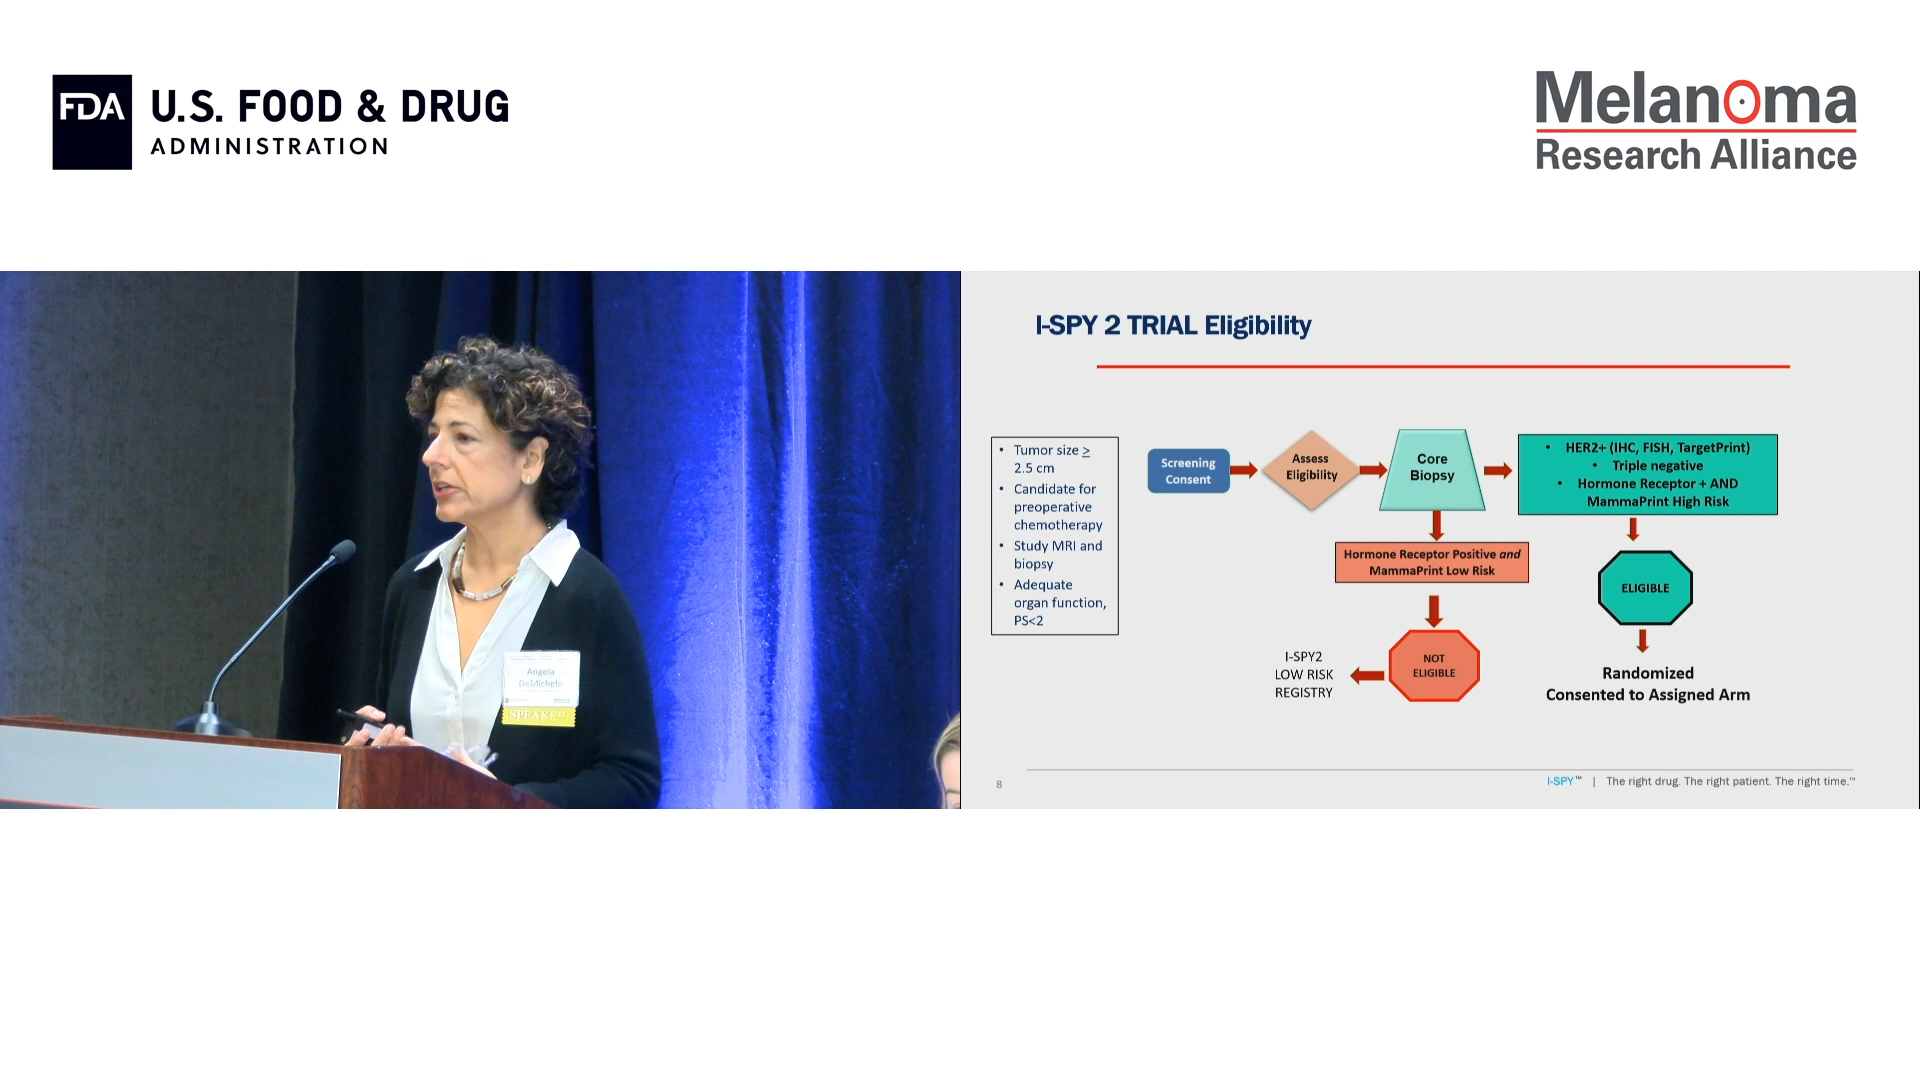 FDA
U.S. FOOD & DRUG
ADMINISTRATION
Melanoma
Research Alliance
Angela
DeMichele
SPEAKER
I-SPY 2 TRIAL Eligibility
• Tumor size ≥
2.5 cm
• Candidate for
preoperative
chemotherapy
• Study MRI and
biopsy
• Adequate
organ function,
PS<2
Screening
Consent
Assess
Eligibility
Core
Biopsy
• HER2+ (IHC, FISH, TargetPrint)
• Triple negative
• Hormone Receptor + AND
MammaPrint High Risk
Hormone Receptor Positive and
MammaPrint Low Risk
ELIGIBLE
NOT
ELIGIBLE
I-SPY2
LOW RISK
REGISTRY
Randomized
Consented to Assigned Arm
8
I-SPY™ | The right drug. The right patient. The right time.™